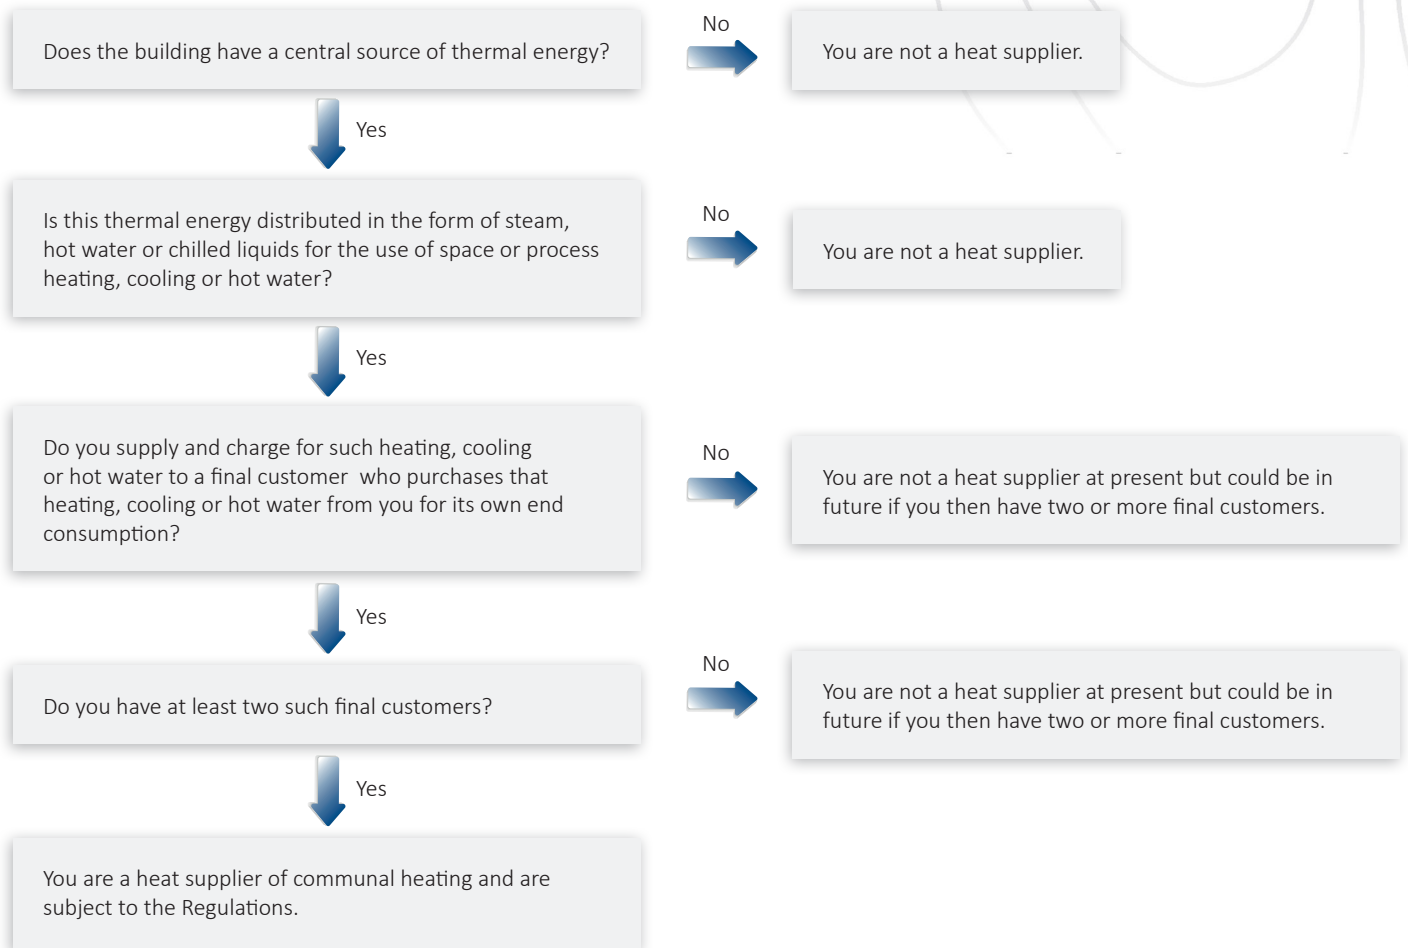 Does the building have a central source of thermal energy?
No
You are not a heat supplier.
Yes
Is this thermal energy distributed in the form of steam,
hot water or chilled liquids for the use of space or process
heating, cooling or hot water?
No
You are not a heat supplier.
Yes
Do you supply and charge for such heating, cooling
or hot water to a final customer  who purchases that
heating, cooling or hot water from you for its own end
consumption?
No
You are not a heat supplier at present but could be in
future if you then have two or more final customers.
Yes
Do you have at least two such final customers?
No
You are not a heat supplier at present but could be in
future if you then have two or more final customers.
Yes
You are a heat supplier of communal heating and are
subject to the Regulations.